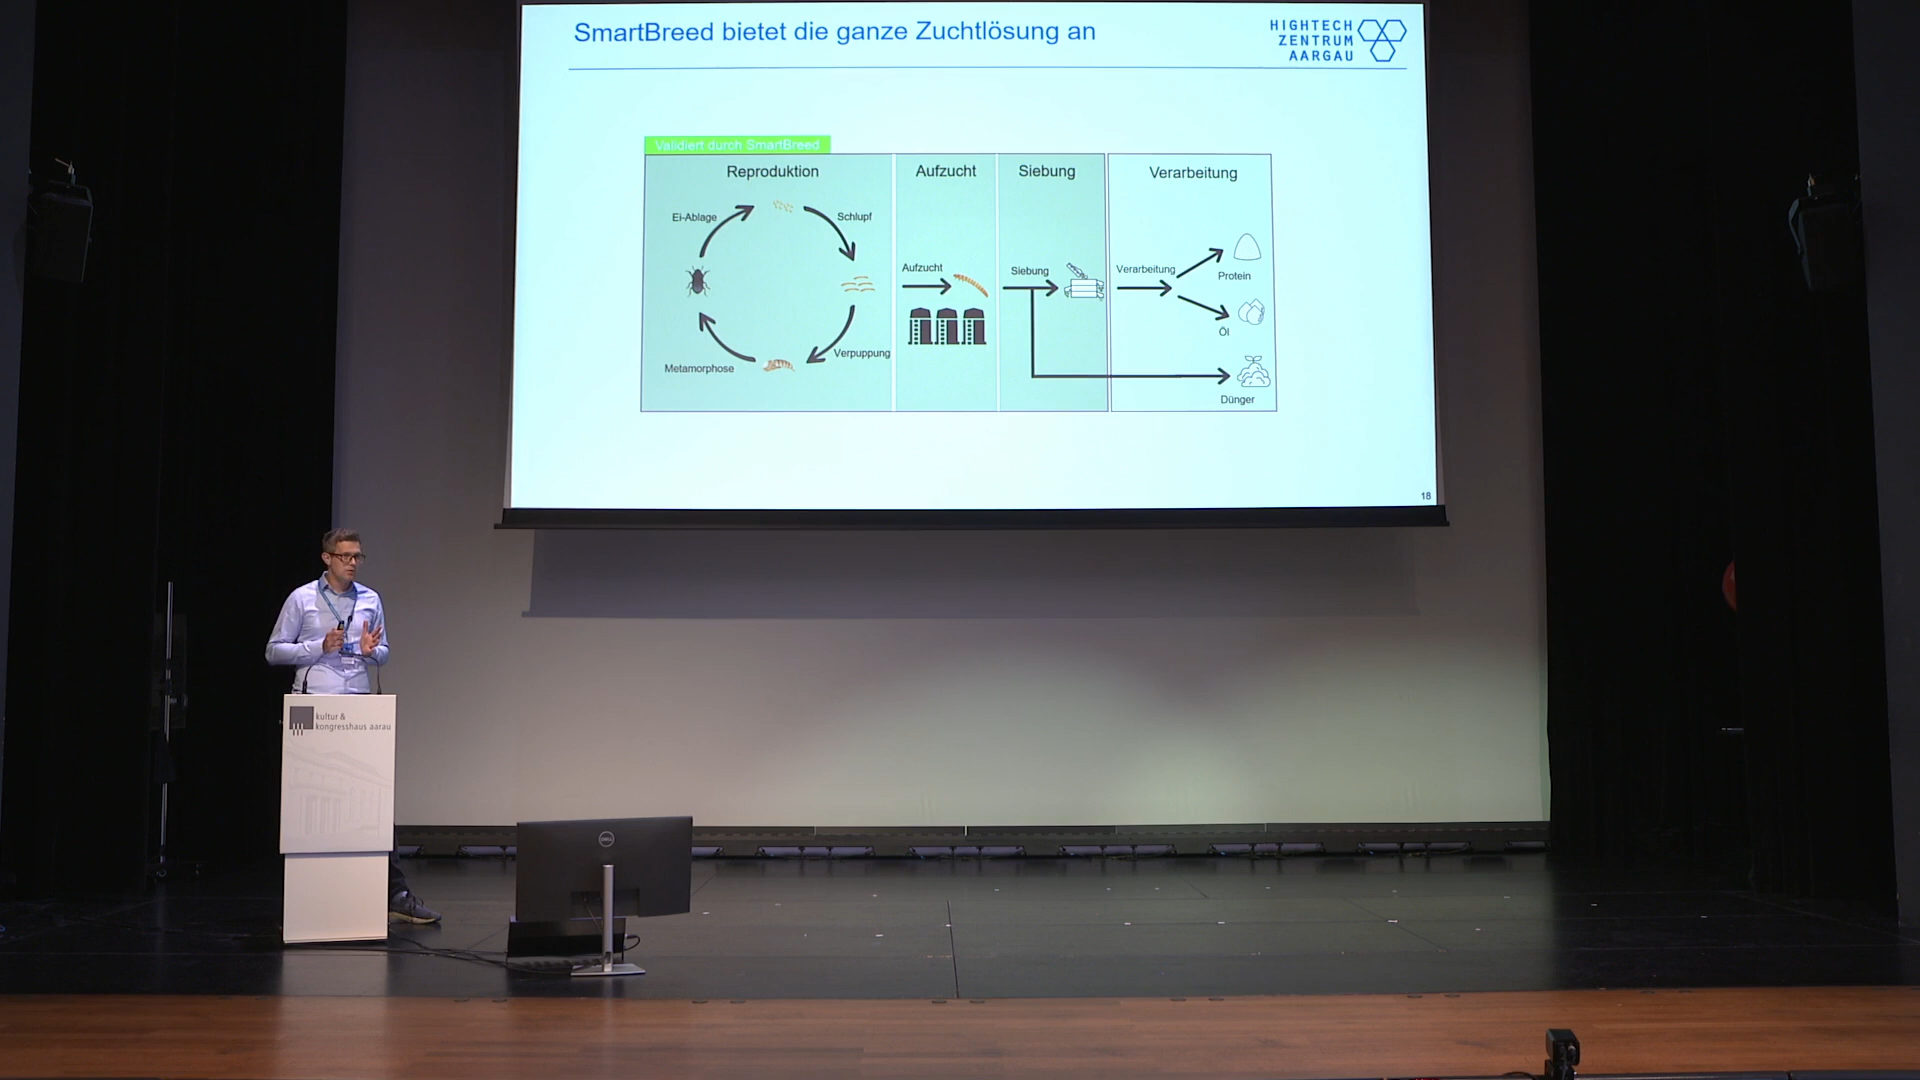 SmartBreed bietet die ganze Zuchtlösung an
HIGHTECH
ZENTRUM
AARGAU
Validiert durch SmartBreed
Reproduktion
Aufzucht
Siebung
Verarbeitung
Ei-Ablage
Schlupf
Verpuppung
Metamorphose
Aufzucht
Siebung
Verarbeitung
Protein
Öl
Dünger
18
kultur &
kongresshaus aarau
DELL